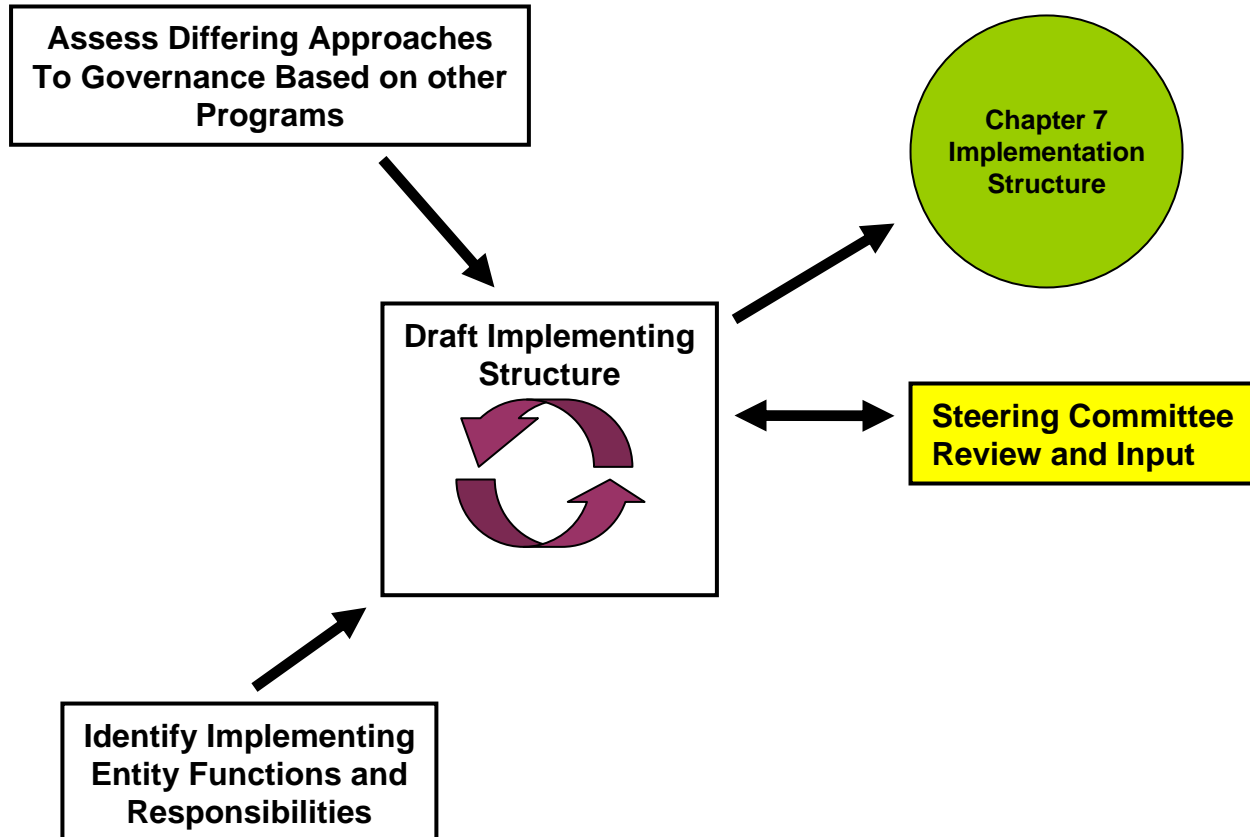 Assess Differing Approaches
To Governance Based on other
Programs
Chapter 7
Implementation
Structure
Draft Implementing
Structure
Steering Committee
Review and Input
Identify Implementing
Entity Functions and
Responsibilities